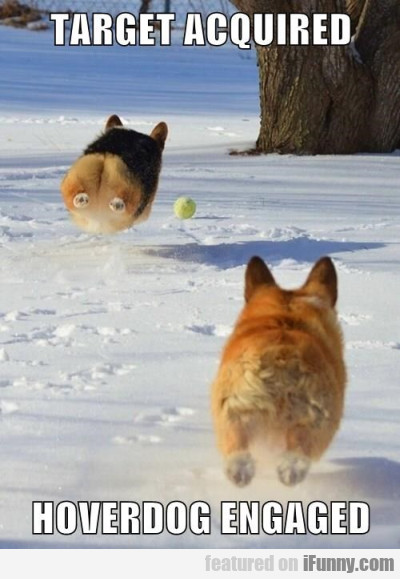 TARGET ACQUIRED
HOVERDOG ENGAGED
featured on iFunny.com